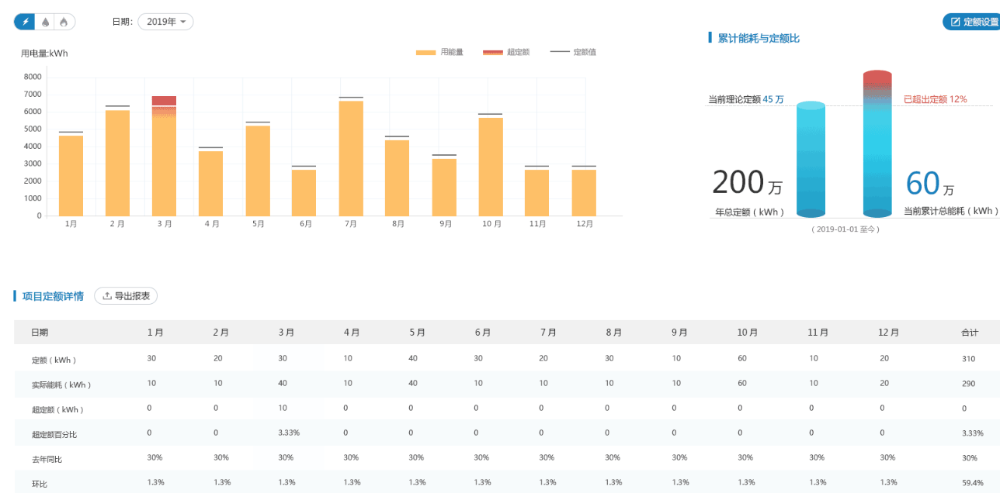 日期: 2019年
定额设置
累计能耗与定额比
用电量:kWh
用能量 超定额 定额值
8000
7000
6000
5000
4000
3000
2000
1000
0
1月 2月 3月 4月 5月 6月 7月 8月 9月 10月 11月 12月
当前理论定额 45 万
已超出定额 12%
200 万
年总定额（kWh）
60 万
当前累计总能耗（kWh）
（2019-01-01 至今）
项目定额详情 导出报表
日期 1月 2月 3月 4月 5月 6月 7月 8月 9月 10月 11月 12月 合计
定额（kWh） 30 20 30 10 40 30 20 30 10 60 10 20 310
实际能耗（kWh） 10 10 40 10 40 10 10 10 10 60 10 20 290
超定额（kWh） 0 0 10 0 0 0 0 0 0 0 0 0 0
超定额百分比 0 0 3.33% 0 0 0 0 0 0 0 0 0 3.33%
去年同比 30% 30% 30% 30% 30% 30% 30% 30% 30% 30% 30% 30% 30%
环比 1.3% 1.3% 1.3% 1.3% 1.3% 1.3% 1.3% 1.3% 1.3% 1.3% 1.3% 1.3% 59.4%